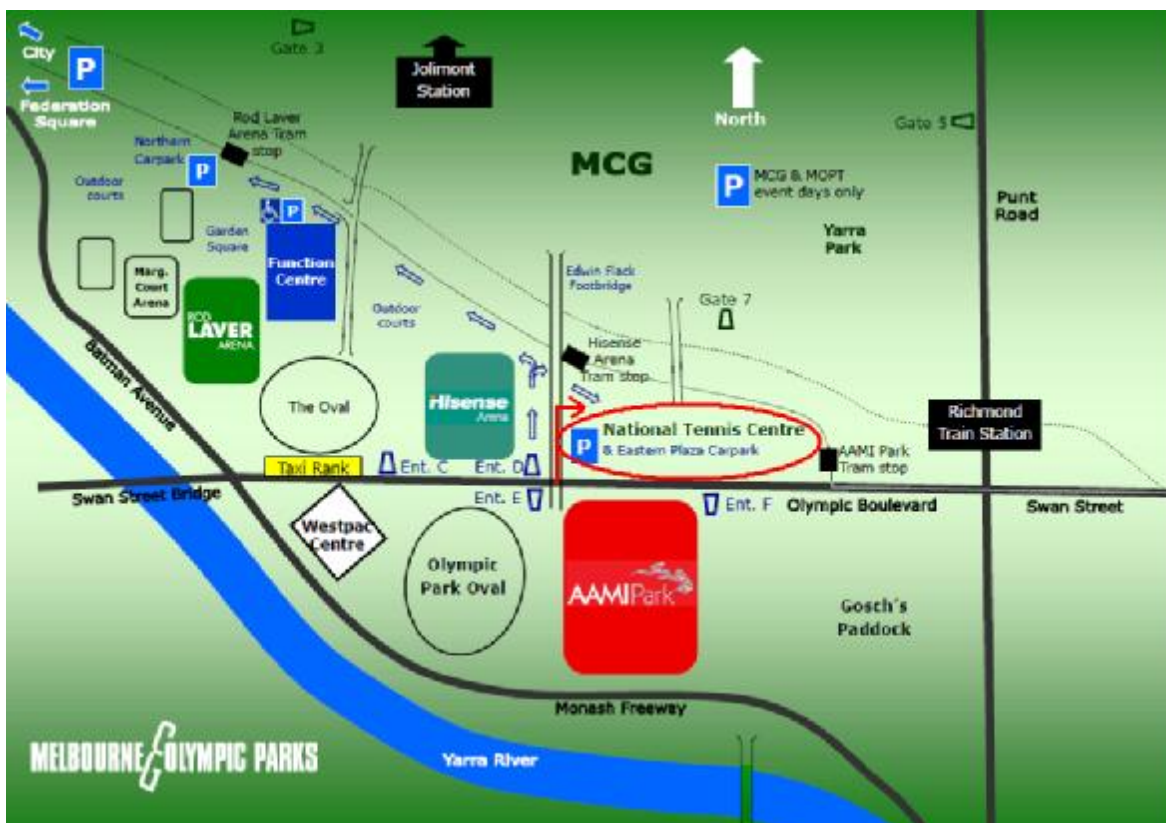 City
Federation
Square
P
Gate 3
Jolimont
Station
North
Gate 5
Rod Laver
Arena Tram
stop
Northern
Carpark
P
Outdoor
courts
MCG
P
MCG & MOPT
event days only
Punt
Road
Yarra
Park
P
Garden
Square
Function
Centre
Marg.
Court
Arena
ROD
LAVER
ARENA
Edwin Flack
Footbridge
Outdoor
courts
Gate 7
Hisense
Arena
Tram stop
Batman Avenue
The Oval
Hisense
Arena
National Tennis Centre
P
& Eastern Plaza Carpark
Richmond
Train Station
AAMI Park
Tram stop
Taxi Rank
Ent. C
Ent. D
Swan Street Bridge
Ent. E
Ent. F
Olympic Boulevard
Swan Street
Westpac
Centre
Olympic
Park Oval
AAMIPark
Gosch's
Paddock
Monash Freeway
MELBOURNE & OLYMPIC PARKS
Yarra River